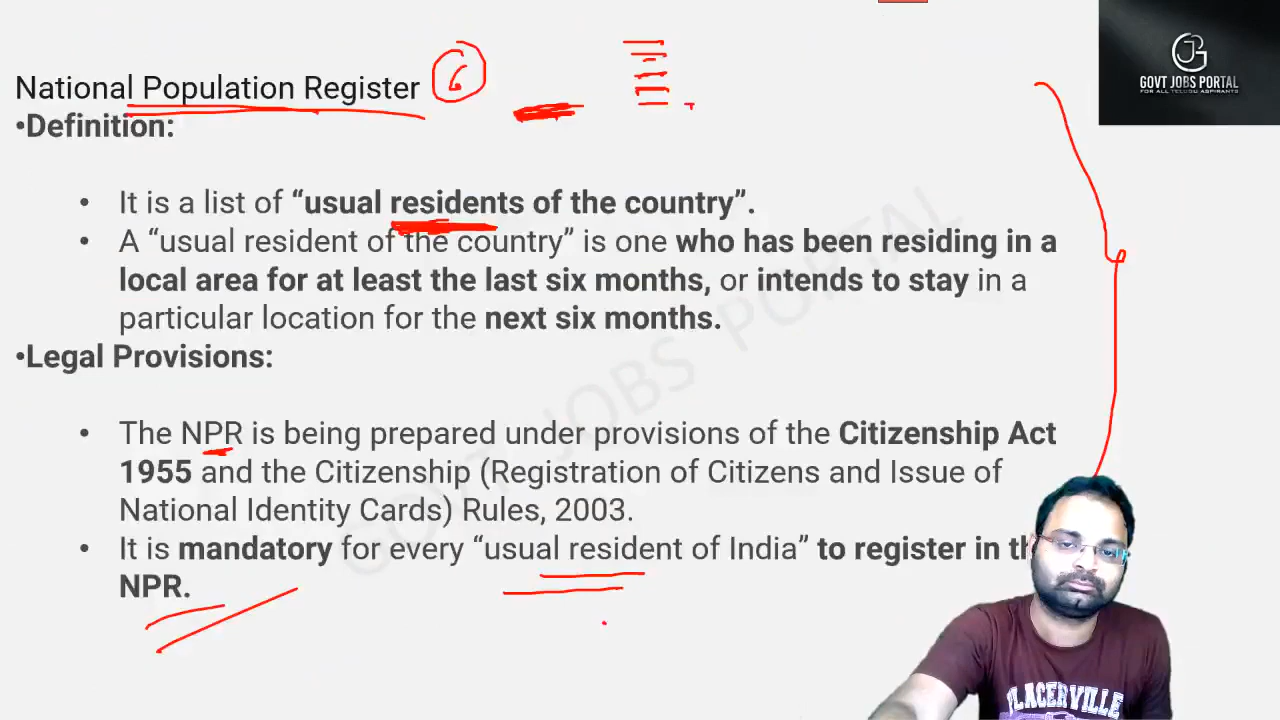 GOVT JOBS PORTAL
FOR ALL TELUGU ASPIRANTS
National Population Register 6
•Definition:
• It is a list of “usual residents of the country”.
• A “usual resident of the country” is one who has been residing in a
local area for at least the last six months, or intends to stay in a
particular location for the next six months.
•Legal Provisions:
• The NPR is being prepared under provisions of the Citizenship Act
1955 and the Citizenship (Registration of Citizens and Issue of
National Identity Cards) Rules, 2003.
• It is mandatory for every “usual resident of India” to register in th
NPR.
GOVT JOBS PORTAL
PLACERVILLE